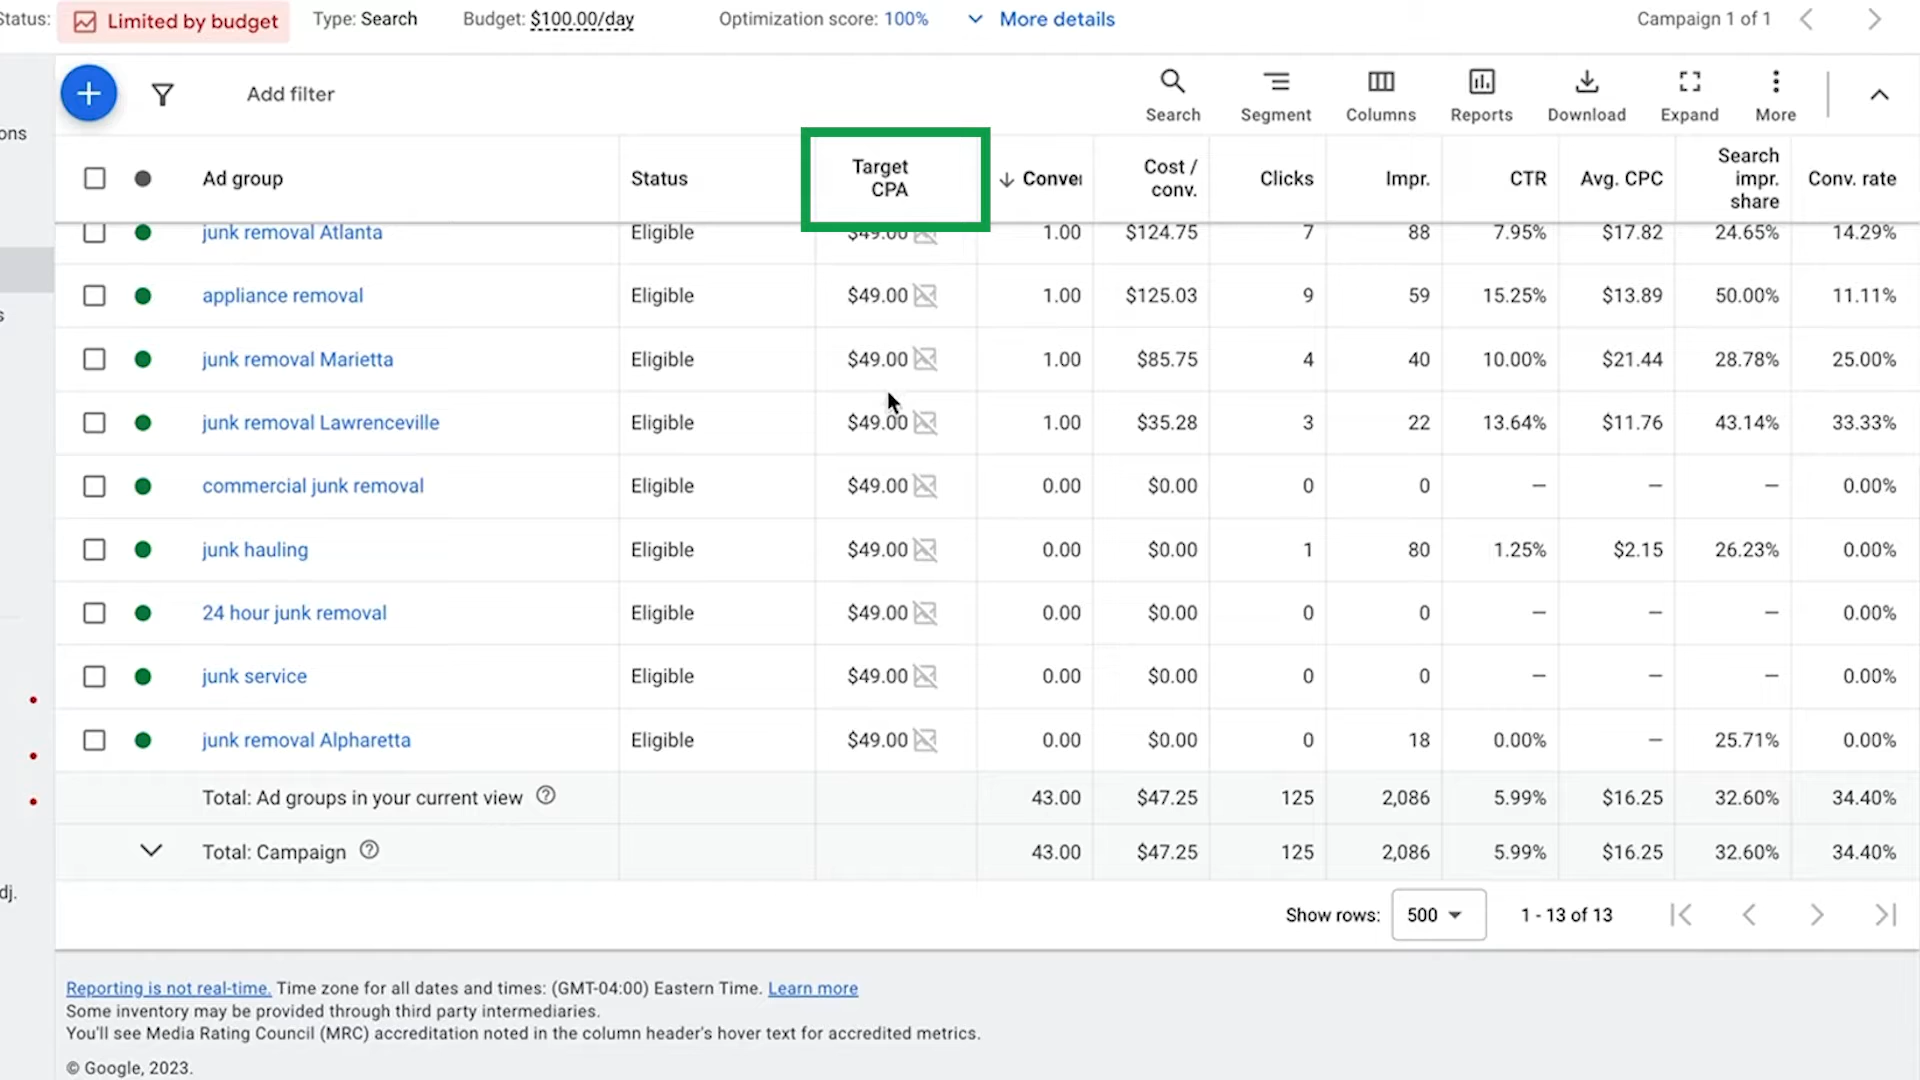 Status: Limited by budget Type: Search Budget: $100.00/day Optimization score: 100% More details Campaign 1 of 1
Add filter Search Segment Columns Reports Download Expand More
ons
Ad group Status Target CPA Cost / conv. Clicks Impr. CTR Avg. CPC Search impr. share Conv. rate
junk removal Atlanta Eligible $49.00 1.00 $124.75 7 88 7.95% $17.82 24.65% 14.29%
appliance removal Eligible $49.00 1.00 $125.03 9 59 15.25% $13.89 50.00% 11.11%
s
junk removal Marietta Eligible $49.00 1.00 $85.75 4 40 10.00% $21.44 28.78% 25.00%
junk removal Lawrenceville Eligible $49.00 1.00 $35.28 3 22 13.64% $11.76 43.14% 33.33%
commercial junk removal Eligible $49.00 0.00 $0.00 0 0 — — — 0.00%
junk hauling Eligible $49.00 0.00 $0.00 1 80 1.25% $2.15 26.23% 0.00%
24 hour junk removal Eligible $49.00 0.00 $0.00 0 0 — — — 0.00%
junk service Eligible $49.00 0.00 $0.00 0 0 — — — 0.00%
junk removal Alpharetta Eligible $49.00 0.00 $0.00 0 18 0.00% — 25.71% 0.00%
Total: Ad groups in your current view 43.00 $47.25 125 2,086 5.99% $16.25 32.60% 34.40%
Total: Campaign 43.00 $47.25 125 2,086 5.99% $16.25 32.60% 34.40%
dj.
Show rows: 500 1 - 13 of 13
Reporting is not real-time. Time zone for all dates and times: (GMT-04:00) Eastern Time. Learn more
Some inventory may be provided through third party intermediaries.
You'll see Media Rating Council (MRC) accreditation noted in the column header's hover text for accredited metrics.
© Google, 2023.